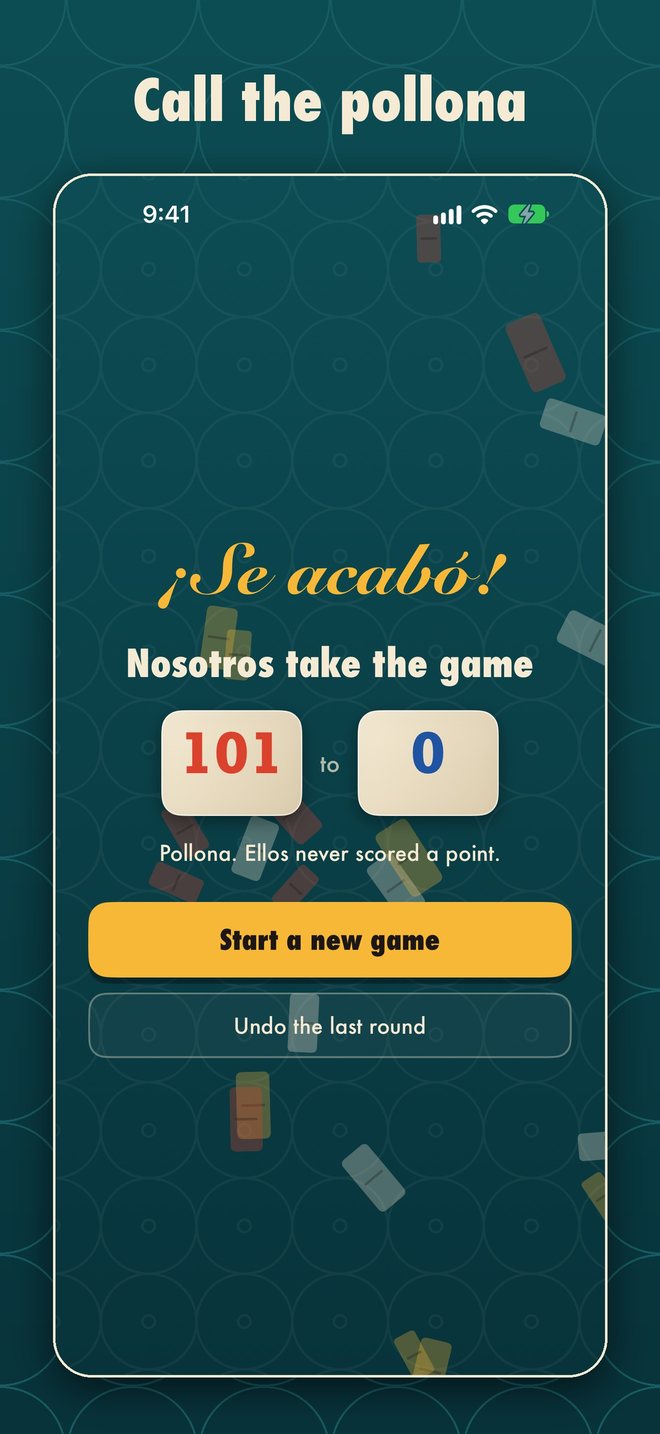 Call the pollona
9:41
¡Se acabó!
Nosotros take the game
101 to 0
Pollona. Ellos never scored a point.
Start a new game
Undo the last round